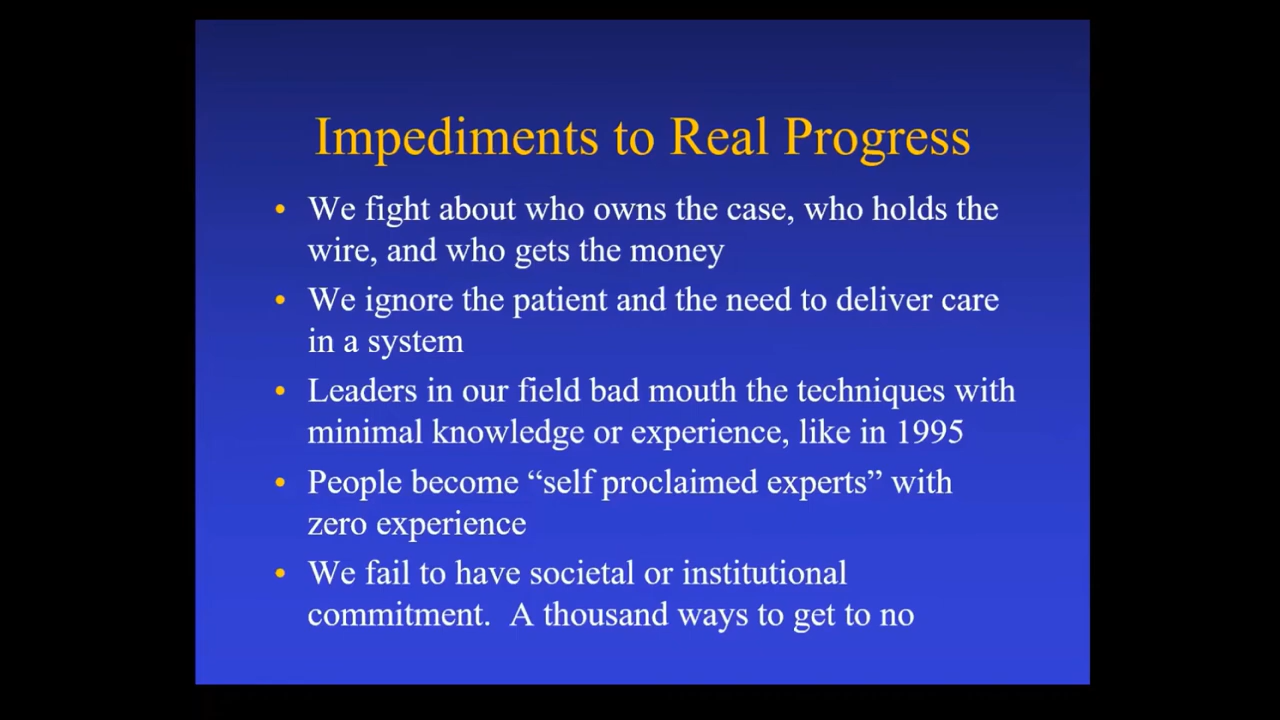 Impediments to Real Progress
• We fight about who owns the case, who holds the
wire, and who gets the money
• We ignore the patient and the need to deliver care
in a system
• Leaders in our field bad mouth the techniques with
minimal knowledge or experience, like in 1995
• People become “self proclaimed experts” with
zero experience
• We fail to have societal or institutional
commitment.  A thousand ways to get to no